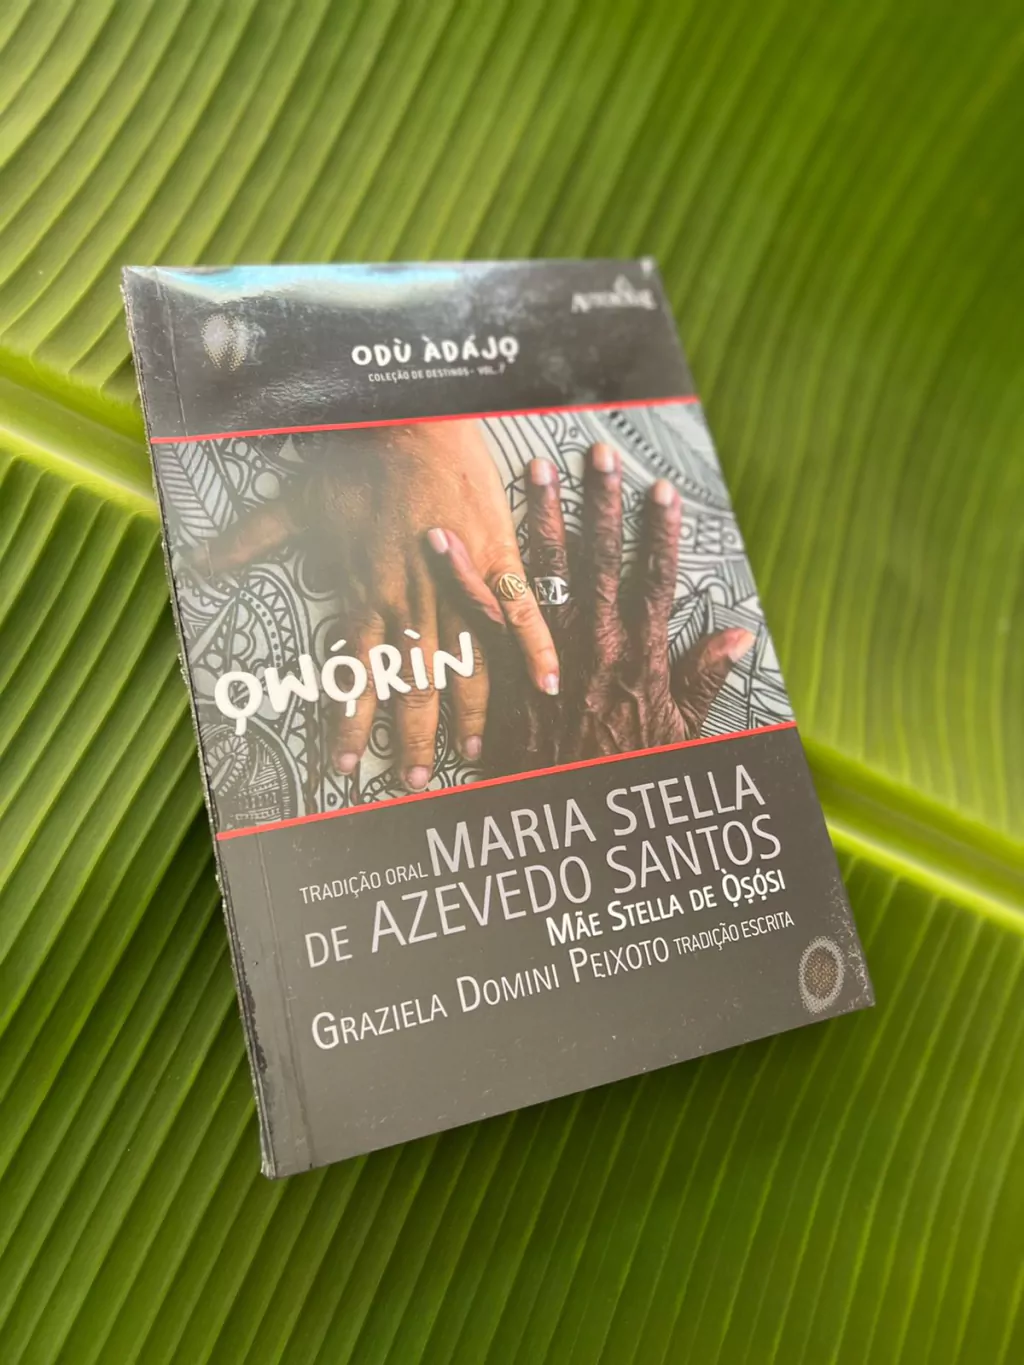 ODÙ ÀDÁJỌ
COLEÇÃO DE DESTINOS - VOL. 7
ỌWỌ́RÌN
TRADIÇÃO ORAL MARIA STELLA
DE AZEVEDO SANTOS
MÃE STELLA DE Ọ̀ṢỌ́SI
GRAZIELA DOMINI PEIXOTO TRADIÇÃO ESCRITA